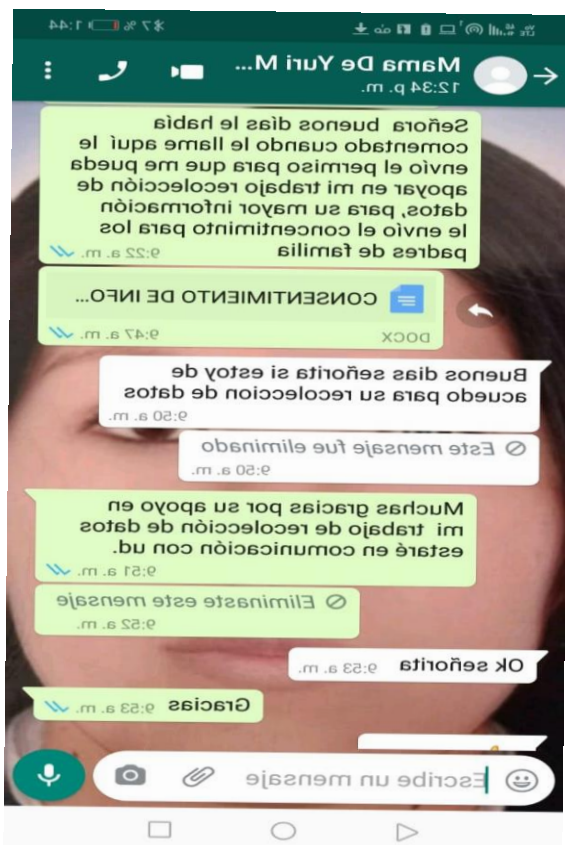 7 % 1:44
Mama De Yuri M...
12:34 p. m.
Señora buenos días le había
comentado cuando le llame aquí le
envío el permiso para que me pueda
apoyar en mi trabajo recolección de
datos, para su mayor información
le envío el concentiminto para los
padres de familia 9:22 a. m.
CONSENTIMIENTO DE INFO...
DOCX 9:47 a. m.
Buenos dias señorita si estoy de
acuedo para su recoleccion de datos
9:50 a. m.
Este mensaje fue eliminado
9:50 a. m.
Muchas gracias por su apoyo en
mi trabajo de recolección de datos
estaré en comunicación con ud.
9:51 a. m.
Eliminaste este mensaje
9:52 a. m.
Ok señorita 9:53 a. m.
Gracias 9:53 a. m.
Escribe un mensaje